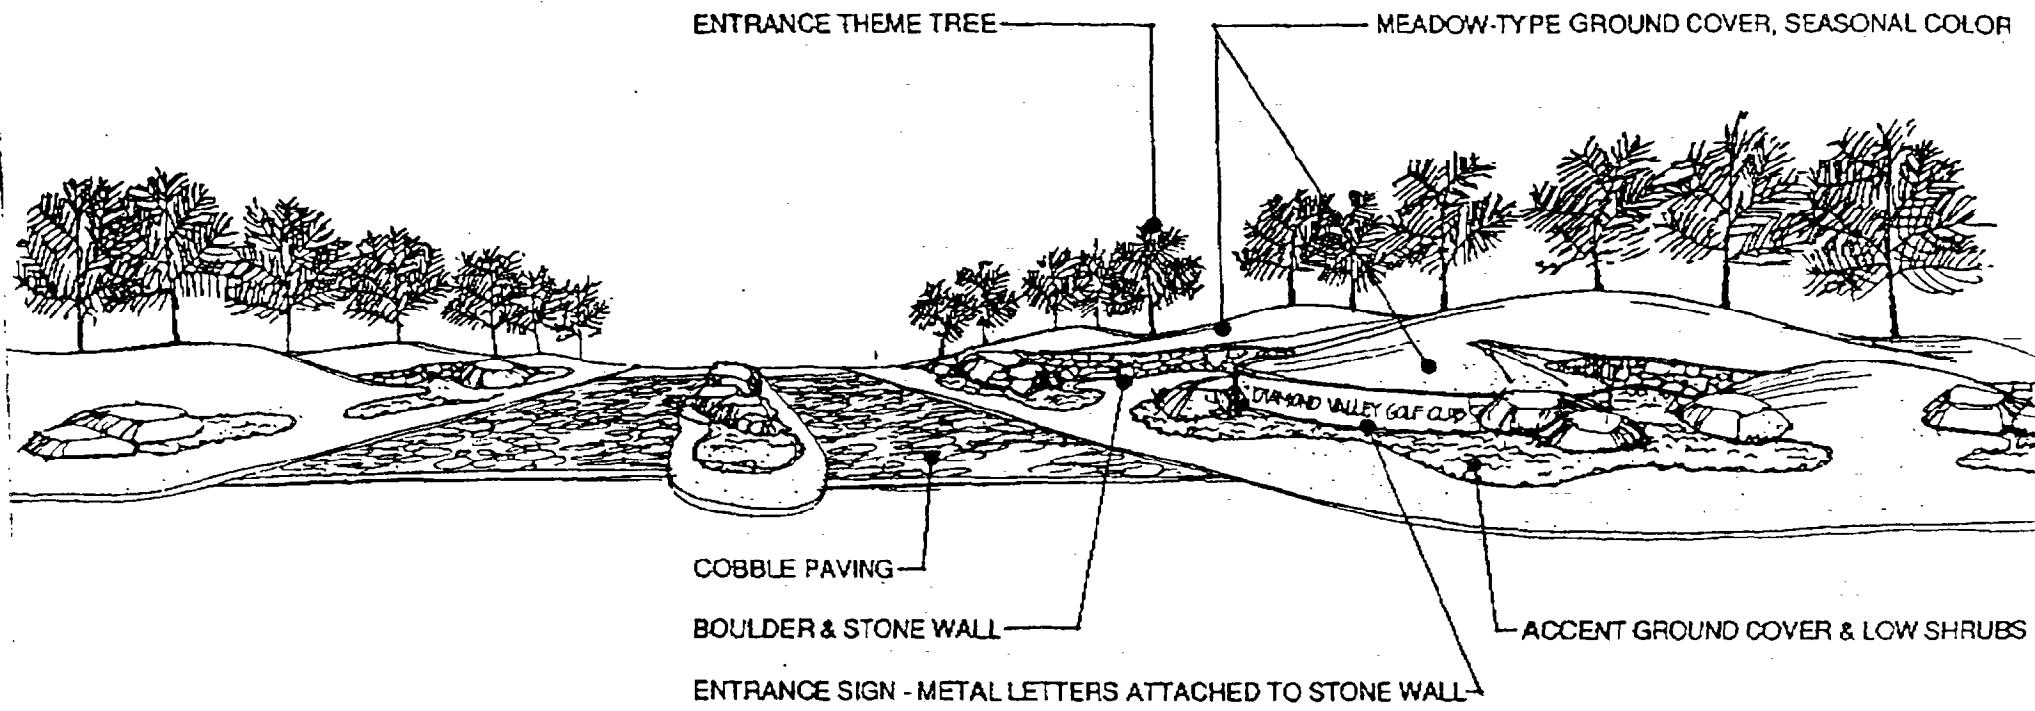 ENTRANCE THEME TREE
MEADOW-TYPE GROUND COVER, SEASONAL COLOR
DIAMOND VALLEY GOLF CLUB
COBBLE PAVING
BOULDER & STONE WALL
ACCENT GROUND COVER & LOW SHRUBS
ENTRANCE SIGN - METAL LETTERS ATTACHED TO STONE WALL